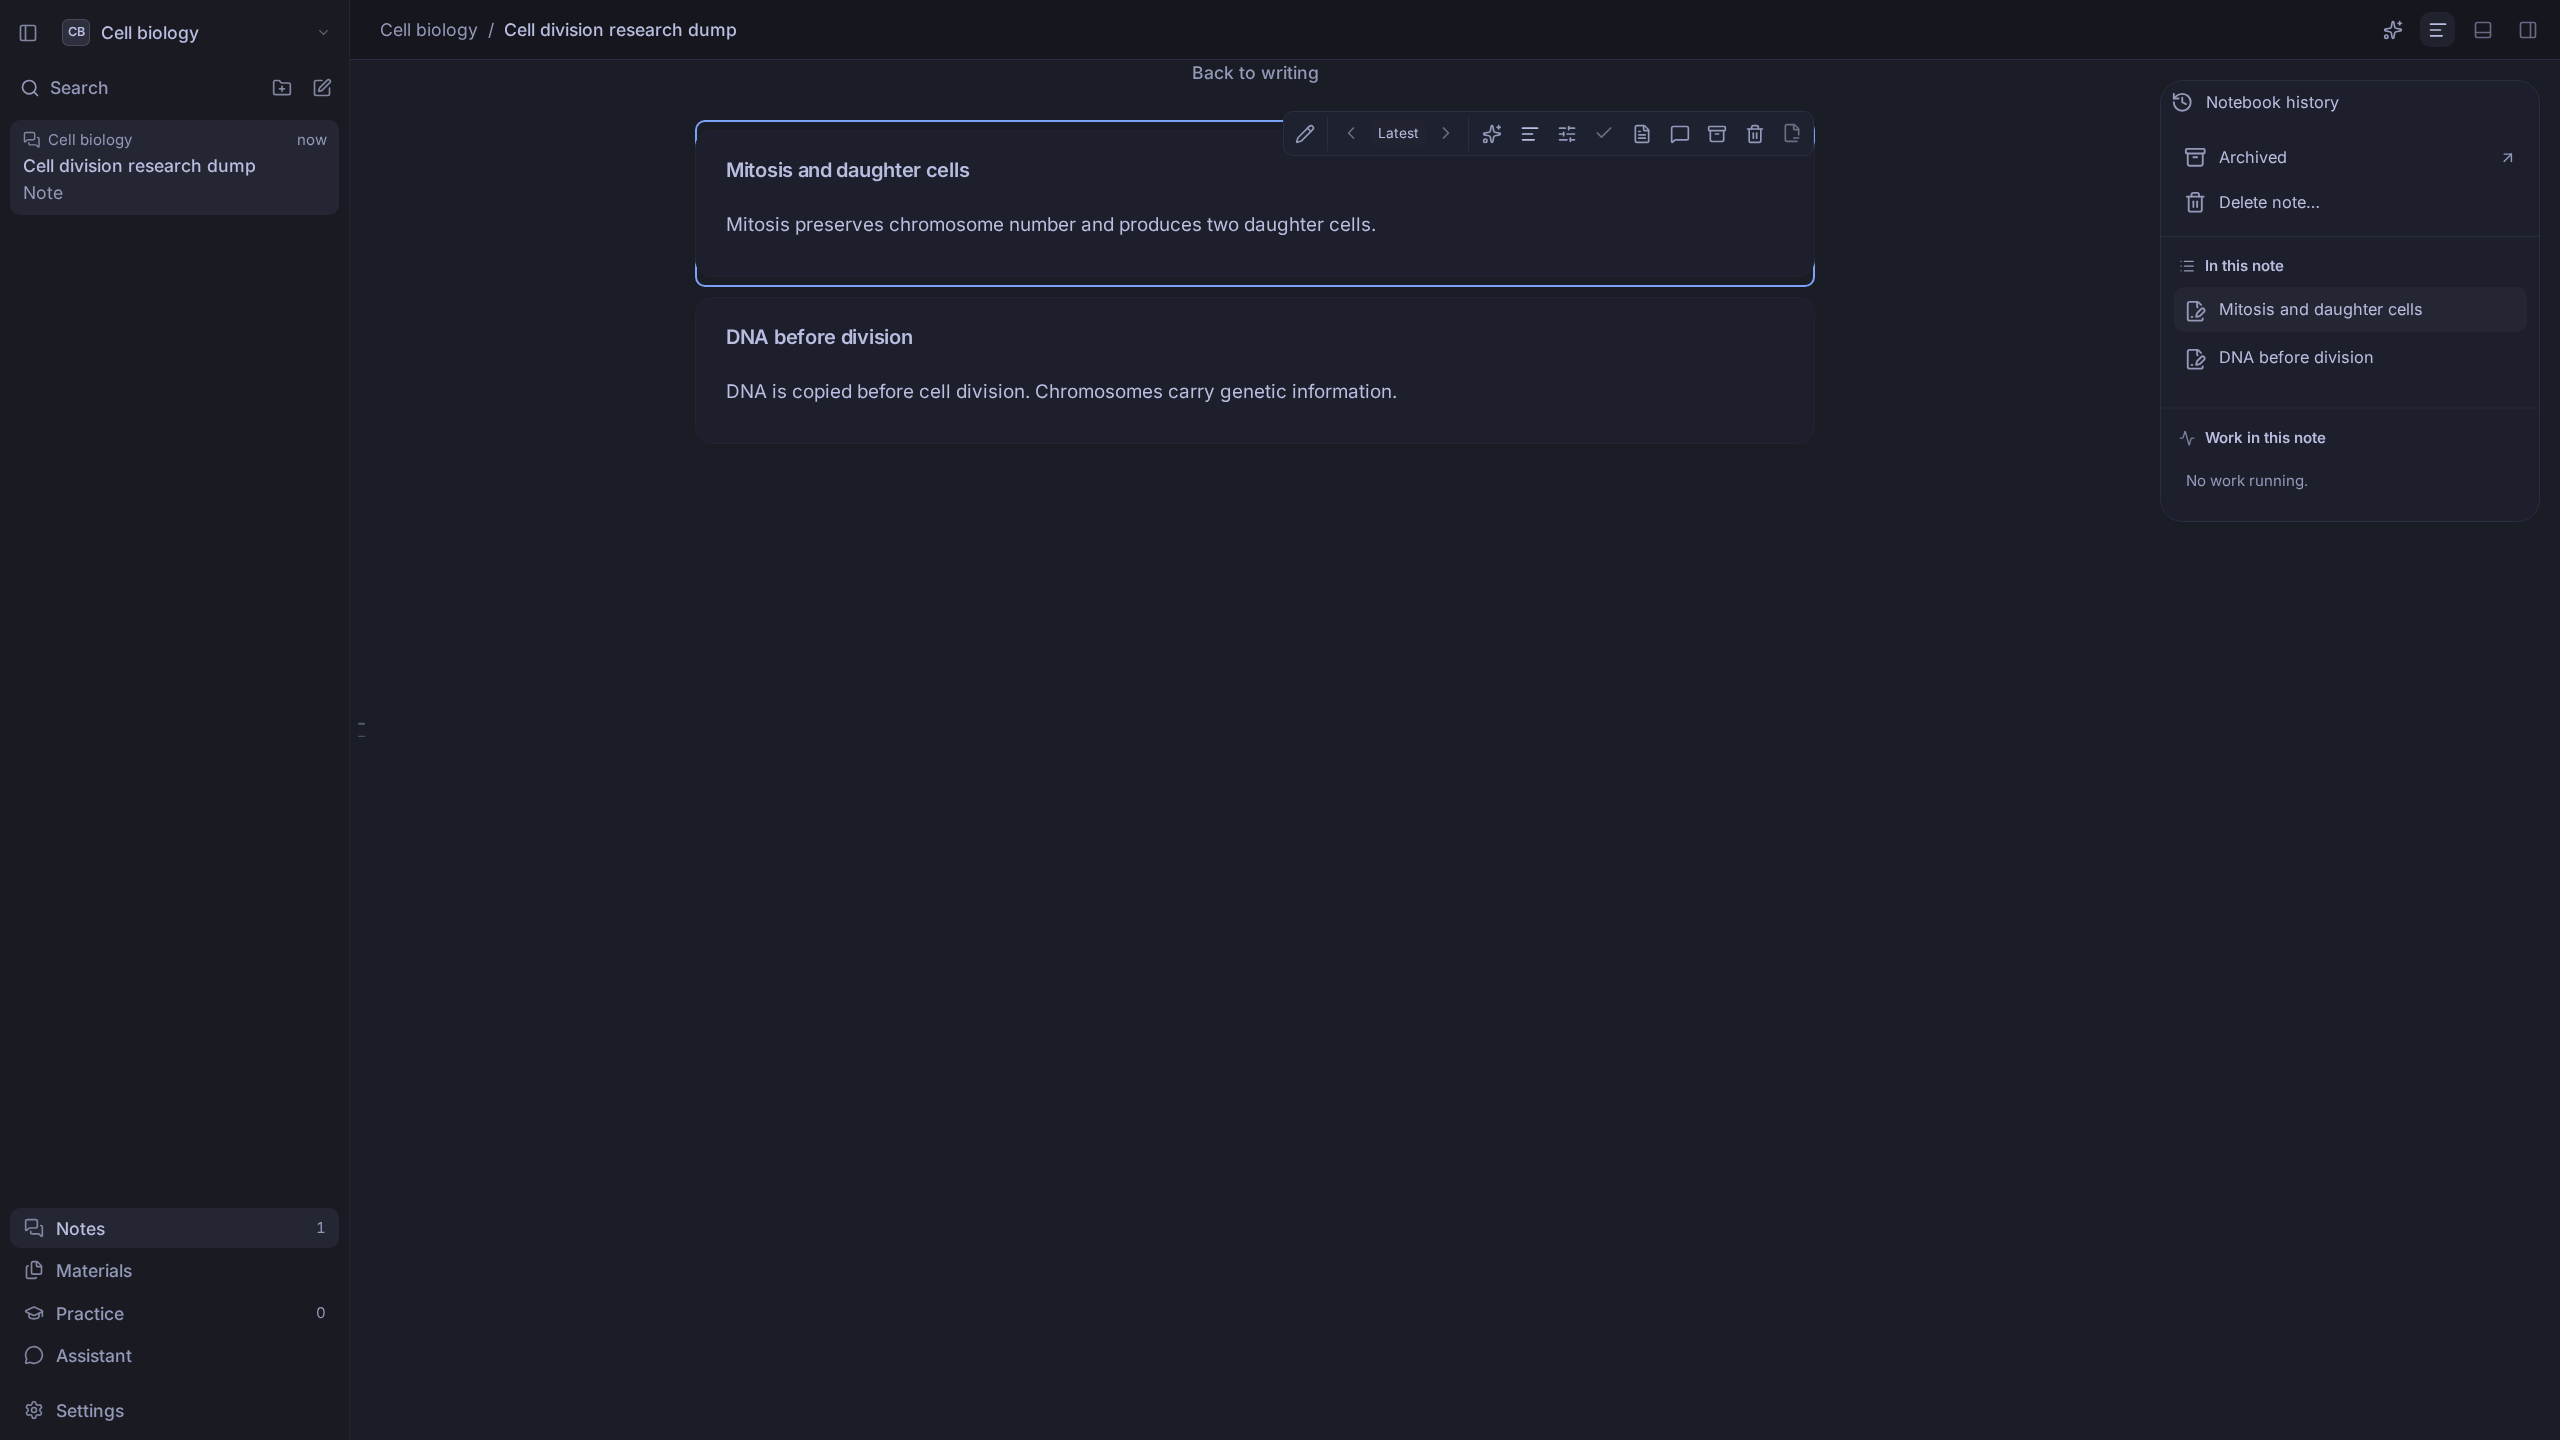 CB Cell biology
Search
Cell biology now
Cell division research dump
Note
Notes 1
Materials
Practice 0
Assistant
Settings
Cell biology / Cell division research dump
Back to writing
Latest
Mitosis and daughter cells
Mitosis preserves chromosome number and produces two daughter cells.
DNA before division
DNA is copied before cell division. Chromosomes carry genetic information.
Notebook history
Archived
Delete note...
In this note
Mitosis and daughter cells
DNA before division
Work in this note
No work running.